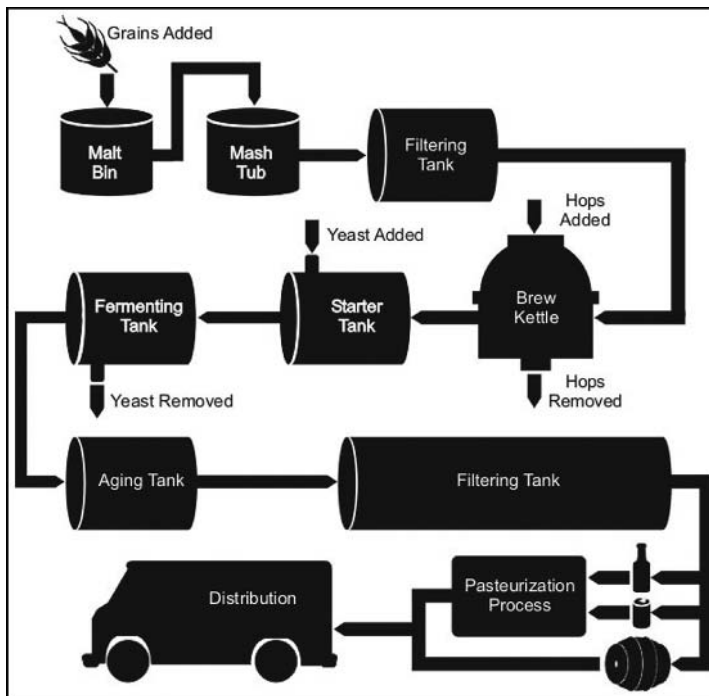 Grains Added
Malt
Bin
Mash
Tub
Filtering
Tank
Hops
Added
Yeast Added
Fermenting
Tank
Starter
Tank
Brew
Kettle
Yeast Removed
Hops
Removed
Aging Tank
Filtering Tank
Distribution
Pasteurization
Process